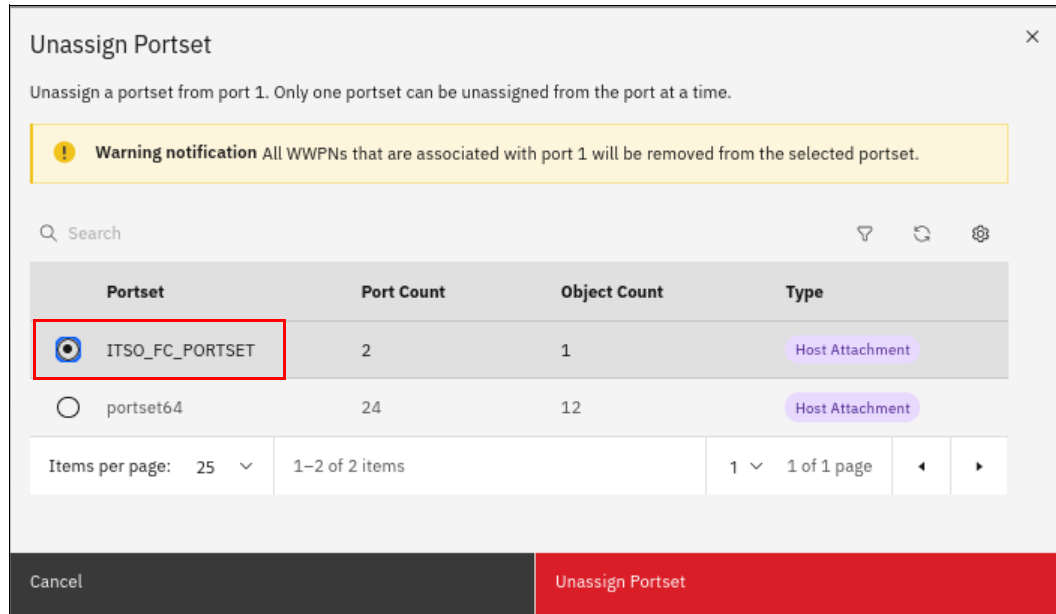 Unassign Portset
Unassign a portset from port 1. Only one portset can be unassigned from the port at a time.
Warning notification All WWPNs that are associated with port 1 will be removed from the selected portset.
Search
Portset Port Count Object Count Type
ITSO_FC_PORTSET 2 1 Host Attachment
portset64 24 12 Host Attachment
Items per page: 25 1–2 of 2 items 1 1 of 1 page
Cancel Unassign Portset